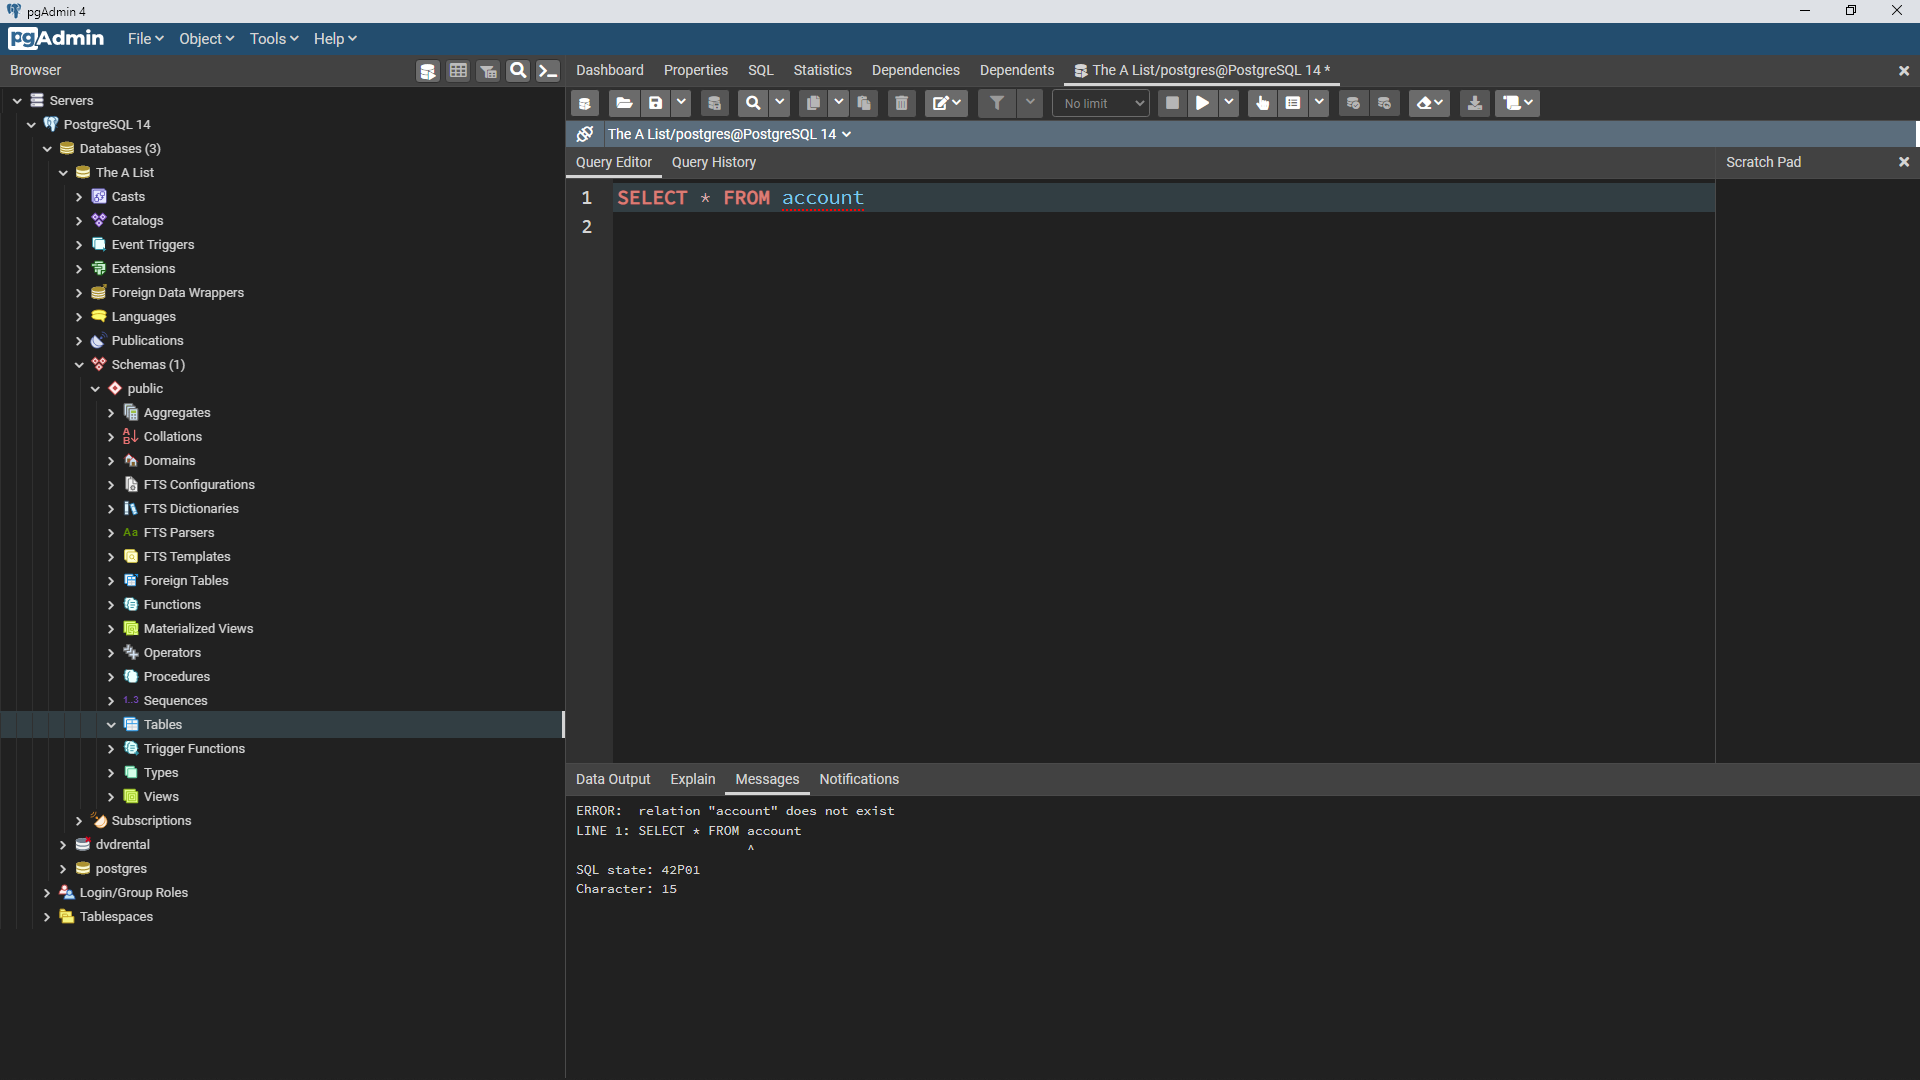 pgAdmin 4
pgAdmin File Object Tools Help
Browser
Dashboard Properties SQL Statistics Dependencies Dependents The A List/postgres@PostgreSQL 14 *
No limit
The A List/postgres@PostgreSQL 14
Query Editor Query History
Scratch Pad
1 SELECT * FROM account
2
Servers
PostgreSQL 14
Databases (3)
The A List
Casts
Catalogs
Event Triggers
Extensions
Foreign Data Wrappers
Languages
Publications
Schemas (1)
public
Aggregates
Collations
Domains
FTS Configurations
FTS Dictionaries
Aa FTS Parsers
FTS Templates
Foreign Tables
Functions
Materialized Views
Operators
Procedures
1..3 Sequences
Tables
Trigger Functions
Types
Views
Subscriptions
dvdrental
postgres
Login/Group Roles
Tablespaces
Data Output Explain Messages Notifications
ERROR:  relation "account" does not exist
LINE 1: SELECT * FROM account
^
SQL state: 42P01
Character: 15